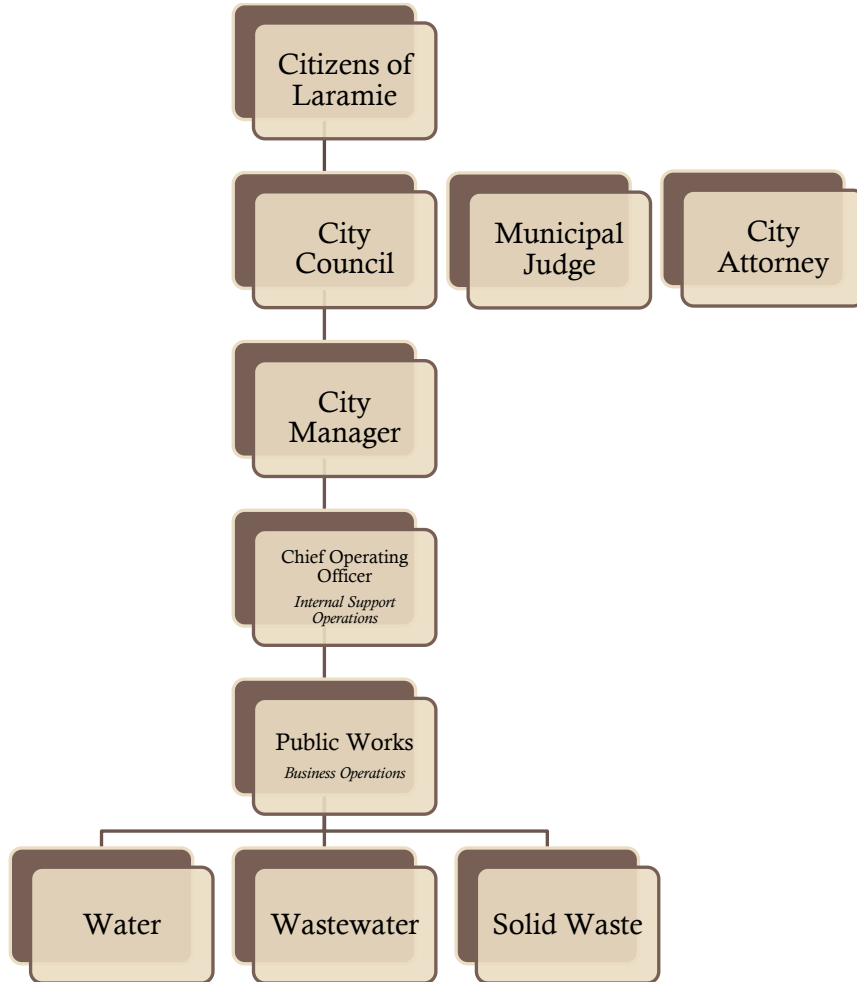 Citizens of
Laramie
City
Council
Municipal
Judge
City
Attorney
City
Manager
Chief Operating
Officer
Internal Support
Operations
Public Works
Business Operations
Water
Wastewater
Solid Waste